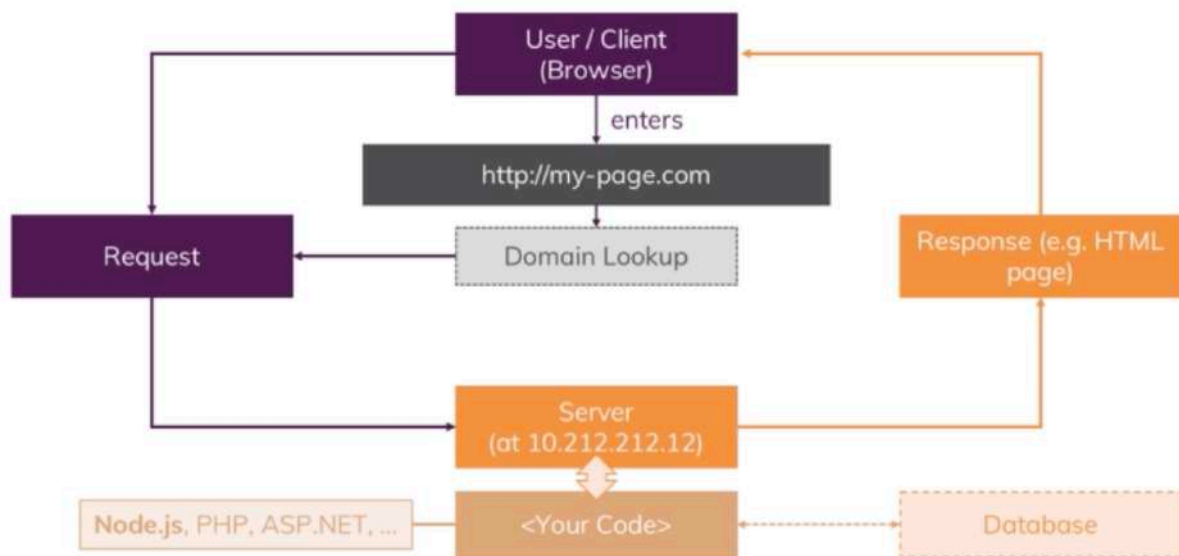 User / Client
(Browser)
enters
http://my-page.com
Request
Domain Lookup
Response (e.g. HTML
page)
Server
(at 10.212.212.12)
Node.js, PHP, ASP.NET, ...
<Your Code>
Database